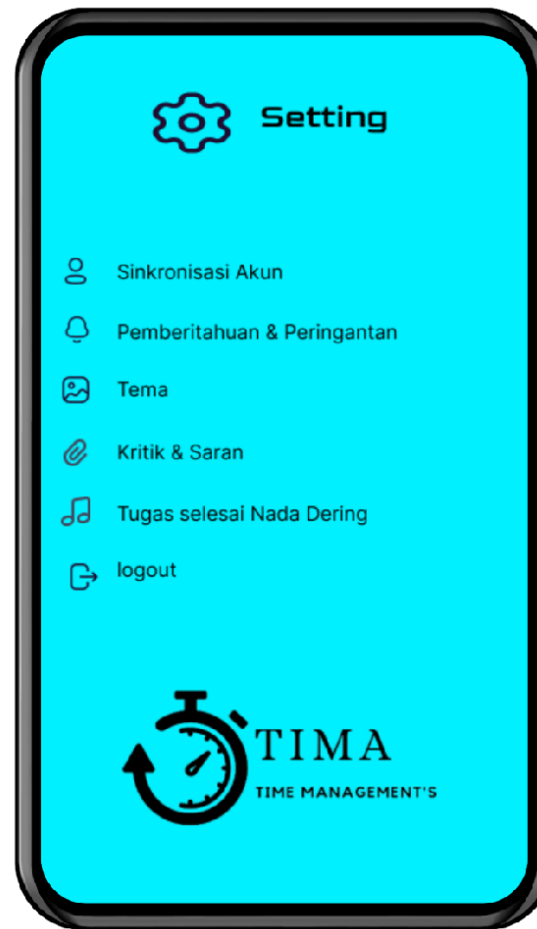 Setting
Sinkronisasi Akun
Pemberitahuan & Peringantan
Tema
Kritik & Saran
Tugas selesai Nada Dering
logout
TIMA
TIME MANAGEMENT'S